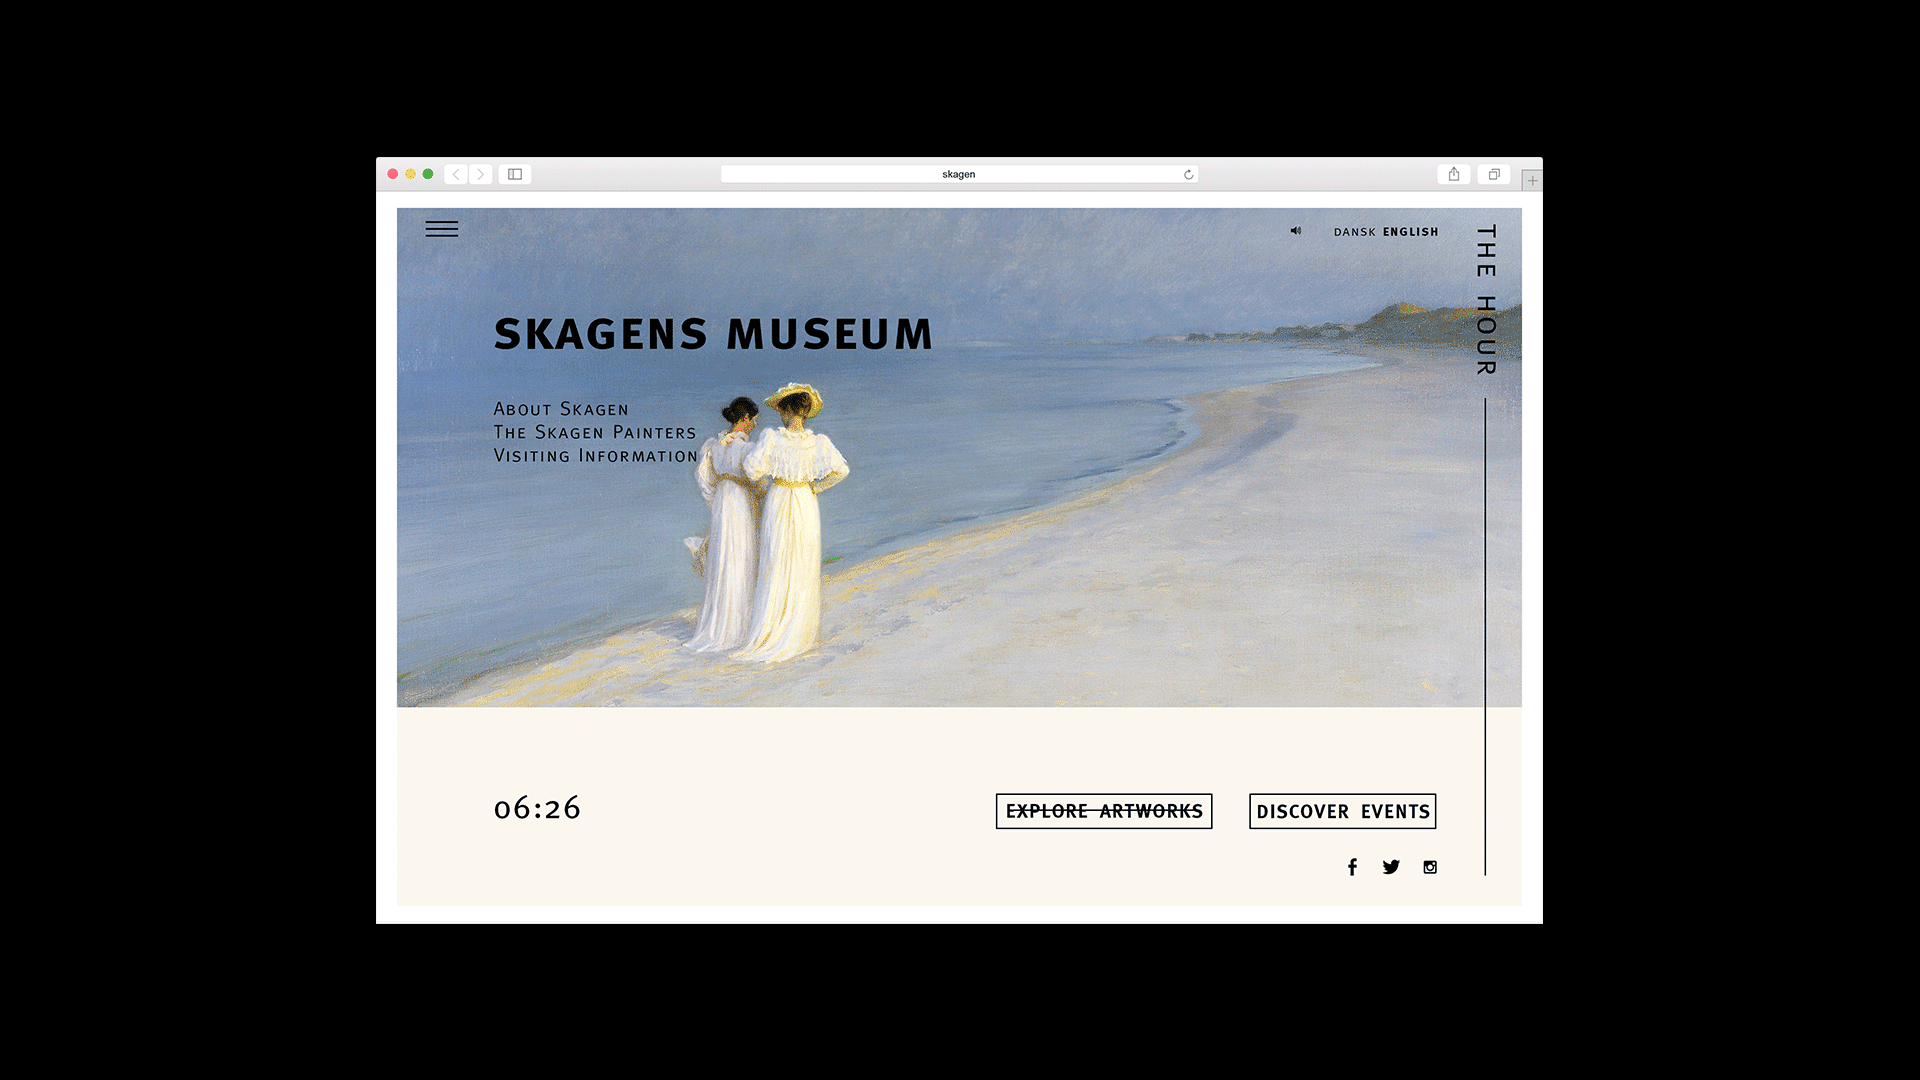 skagen
DANSK ENGLISH
THE HOUR
SKAGENS MUSEUM
ABOUT SKAGEN
THE SKAGEN PAINTERS
VISITING INFORMATION
06:26
EXPLORE ARTWORKS
DISCOVER EVENTS